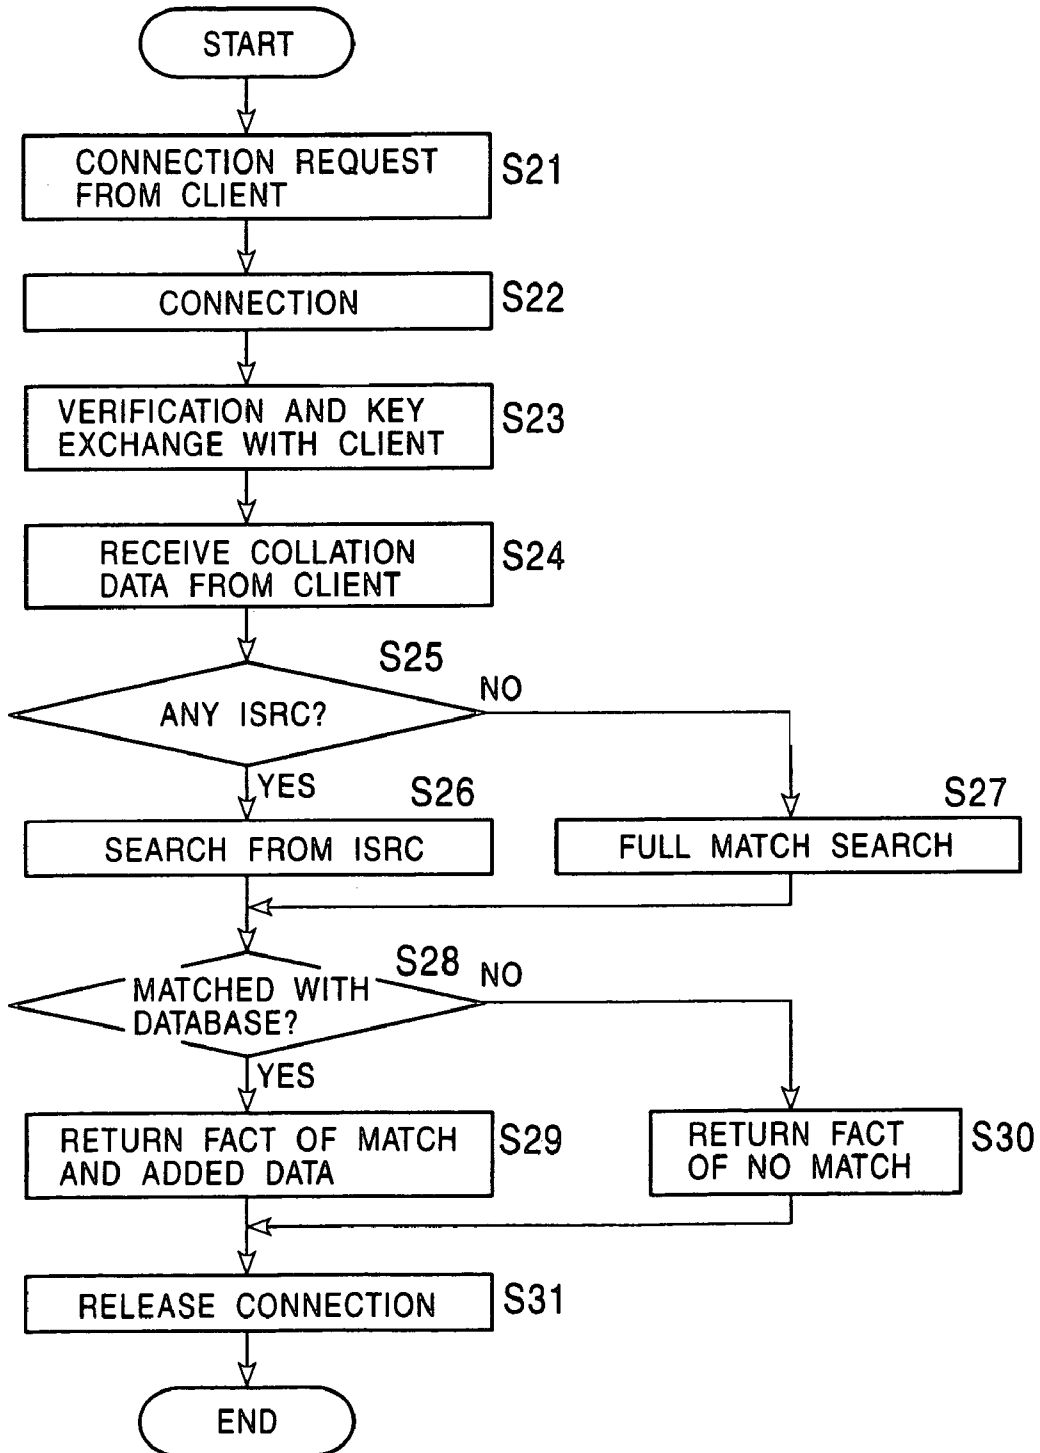 START
CONNECTION REQUEST
FROM CLIENT
S21
CONNECTION
S22
VERIFICATION AND KEY
EXCHANGE WITH CLIENT
S23
RECEIVE COLLATION
DATA FROM CLIENT
S24
S25
ANY ISRC?
NO
YES
S26
SEARCH FROM ISRC
S27
FULL MATCH SEARCH
S28
MATCHED WITH
DATABASE?
NO
YES
RETURN FACT OF MATCH
AND ADDED DATA
S29
RETURN FACT
OF NO MATCH
S30
RELEASE CONNECTION
S31
END